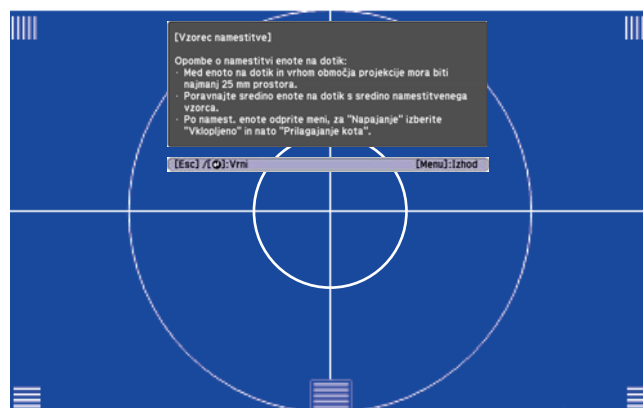 [Vzorec namestitve]
Opombe o namestitvi enote na dotik:
· Med enoto na dotik in vrhom območja projekcije mora biti
najmanj 25 mm prostora.
· Poravnajte sredino enote na dotik s sredino namestitvenega
vzorca.
· Po namest. enote odprite meni, za "Napajanje" izberite
"Vklopljeno" in nato "Prilagajanje kota".
[Esc] /[⮐]:Vrni [Menu]:Izhod